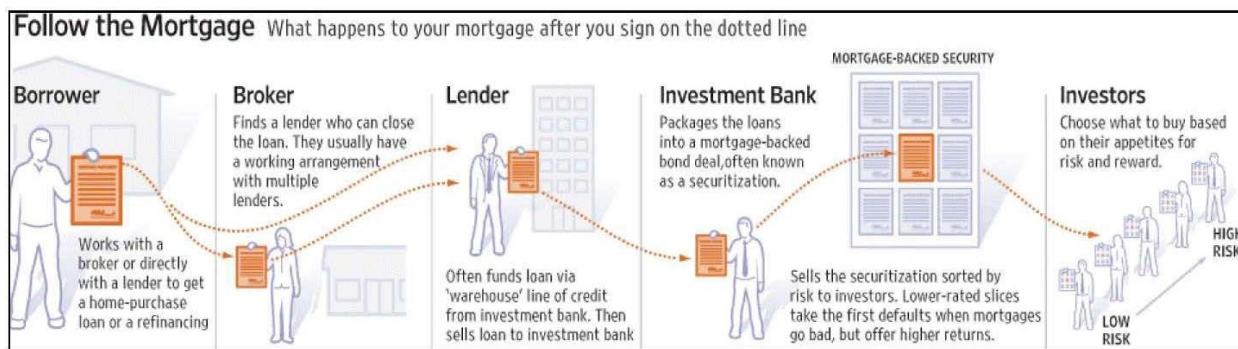 Follow the Mortgage What happens to your mortgage after you sign on the dotted line
Borrower
Works with a
broker or directly
with a lender to get
a home-purchase
loan or a refinancing
Broker
Finds a lender who can close
the loan. They usually have
a working arrangement
with multiple
lenders.
Lender
Often funds loan via
'warehouse' line of credit
from investment bank. Then
sells loan to investment bank
Investment Bank
Packages the loans
into a mortgage-backed
bond deal,often known
as a securitization.
MORTGAGE-BACKED SECURITY
Sells the securitization sorted by
risk to investors. Lower-rated slices
take the first defaults when mortgages
go bad, but offer higher returns.
Investors
Choose what to buy based
on their appetites for
risk and reward.
HIGH
RISK
LOW
RISK